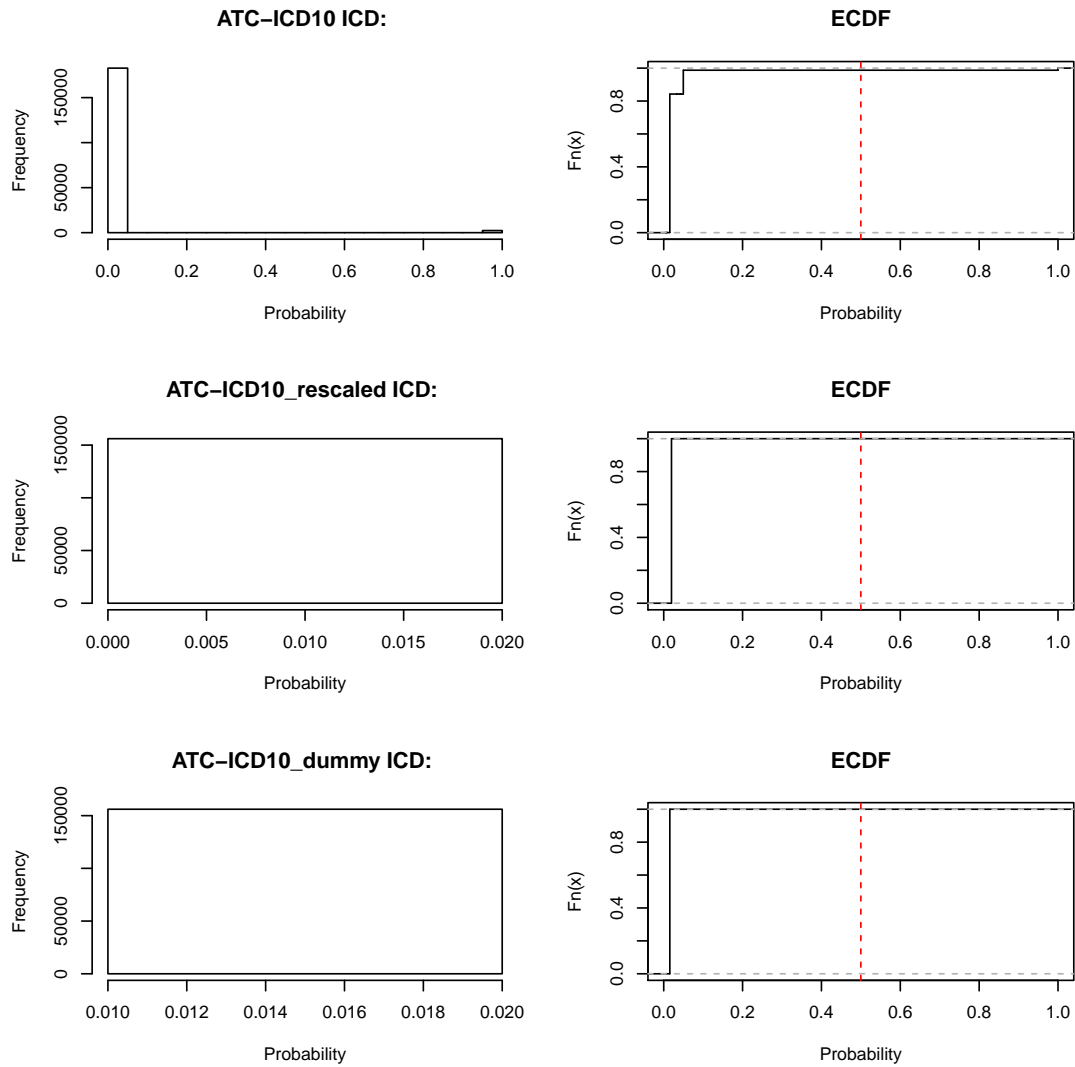 ATC−ICD10 ICD:
Frequency
0 50000 150000
0.0 0.2 0.4 0.6 0.8 1.0
Probability
ECDF
Fn(x)
0.0 0.4 0.8
0.0 0.2 0.4 0.6 0.8 1.0
Probability
ATC−ICD10_rescaled ICD:
Frequency
0 50000 150000
0.000 0.005 0.010 0.015 0.020
Probability
ECDF
Fn(x)
0.0 0.4 0.8
0.0 0.2 0.4 0.6 0.8 1.0
Probability
ATC−ICD10_dummy ICD:
Frequency
0 50000 150000
0.010 0.012 0.014 0.016 0.018 0.020
Probability
ECDF
Fn(x)
0.0 0.4 0.8
0.0 0.2 0.4 0.6 0.8 1.0
Probability